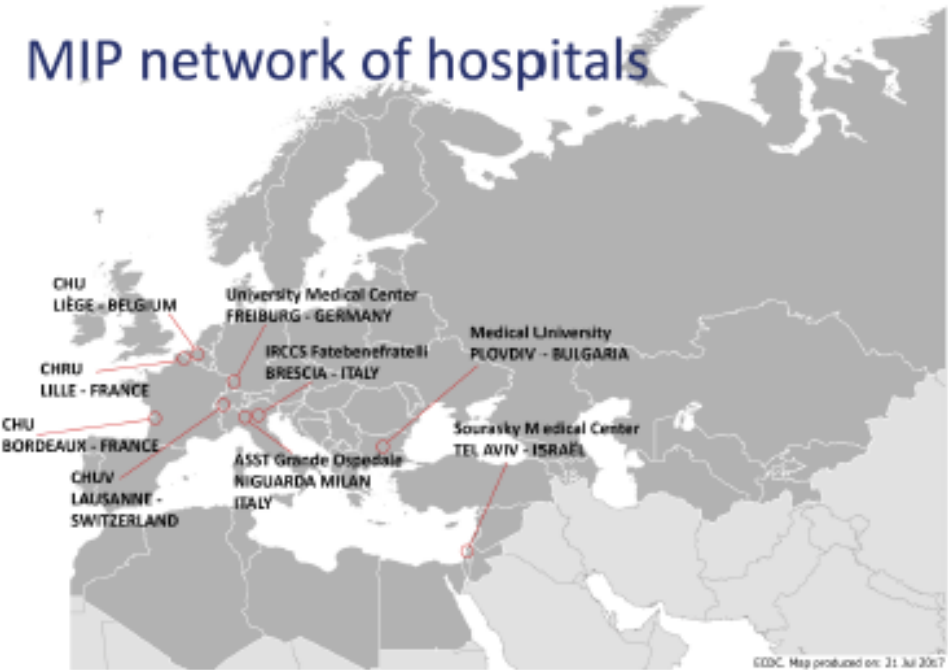 MIP network of hospitals
CHU
LIÈGE - BELGIUM
University Medical Center
FREIBURG - GERMANY
Medical University
PLOVDIV - BULGARIA
IRCCS Fatebenefratelli
BRESCIA - ITALY
CHRU
LILLE - FRANCE
CHU
BORDEAUX - FRANCE
Sourasky Medical Center
TEL AVIV - ISRAËL
ASST Grande Ospedale
NIGUARDA MILAN
ITALY
CHUV
LAUSANNE -
SWITZERLAND
ECDC. Map produced on: 21 Jul 2017